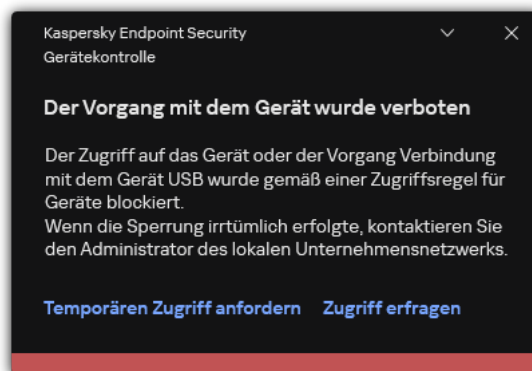 Kaspersky Endpoint Security
Gerätekontrolle
Der Vorgang mit dem Gerät wurde verboten
Der Zugriff auf das Gerät oder der Vorgang Verbindung
mit dem Gerät USB wurde gemäß einer Zugriffsregel für
Geräte blockiert.
Wenn die Sperrung irrtümlich erfolgte, kontaktieren Sie
den Administrator des lokalen Unternehmensnetzwerks.
Temporären Zugriff anfordern Zugriff erfragen